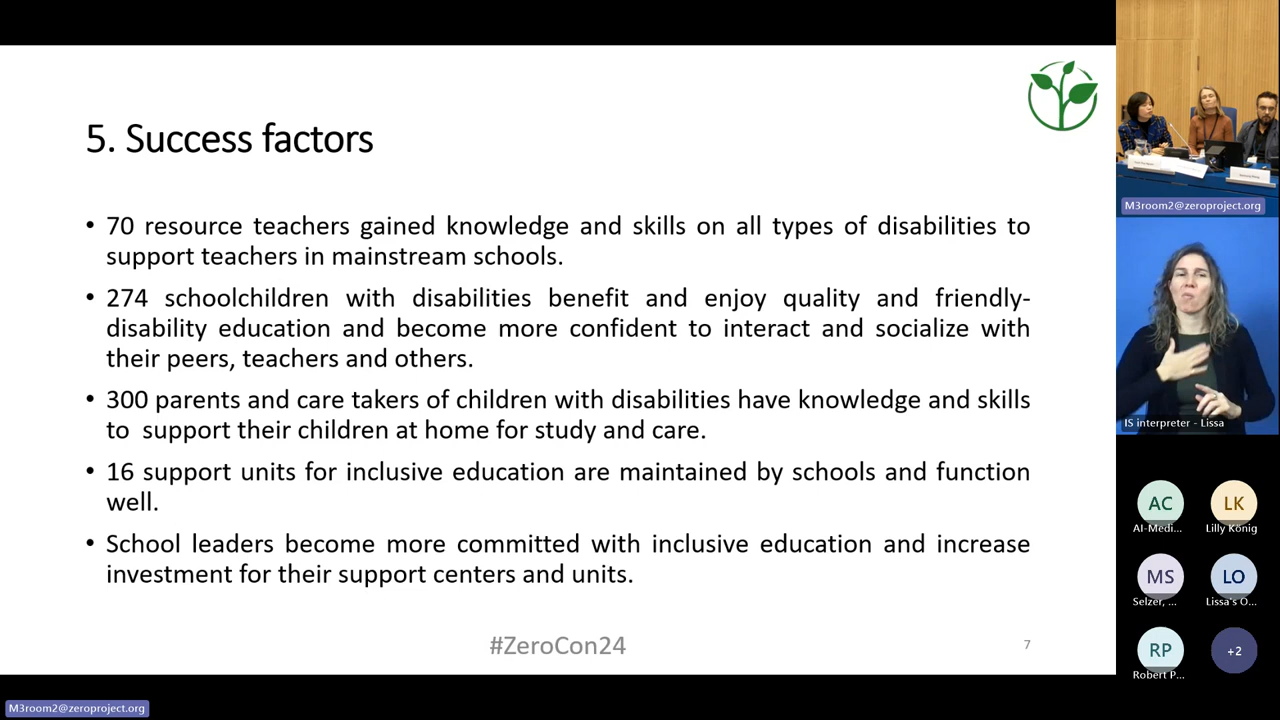 5. Success factors
• 70 resource teachers gained knowledge and skills on all types of disabilities to
support teachers in mainstream schools.
• 274 schoolchildren with disabilities benefit and enjoy quality and friendly-
disability education and become more confident to interact and socialize with
their peers, teachers and others.
• 300 parents and care takers of children with disabilities have knowledge and skills
to support their children at home for study and care.
• 16 support units for inclusive education are maintained by schools and function
well.
• School leaders become more committed with inclusive education and increase
investment for their support centers and units.
#ZeroCon24
7
M3room2@zeroproject.org
M3room2@zeroproject.org
IS interpreter - Lissa
AC
AI-Medi...
LK
Lilly König
MS
Selzer, ...
LO
Lissa's O...
RP
Robert P...
+2